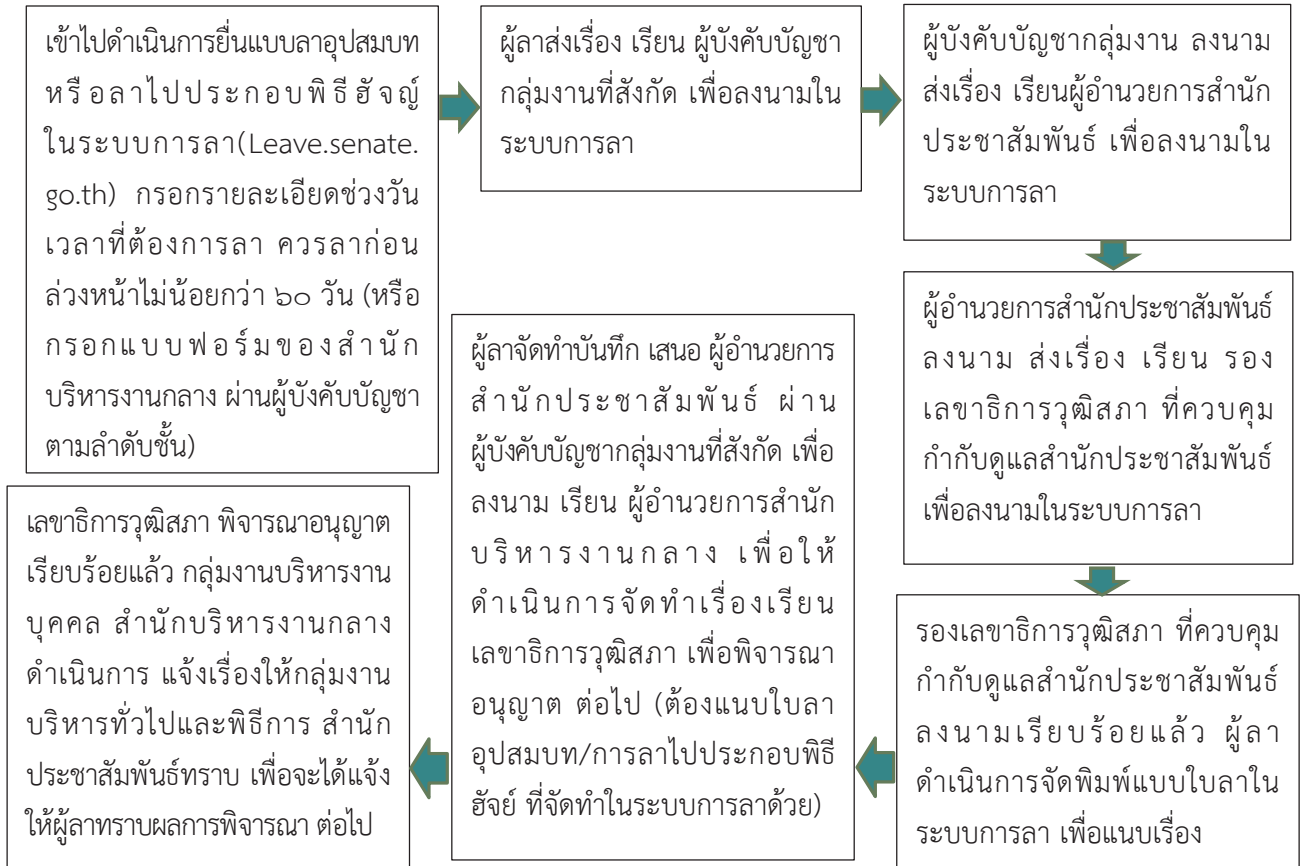 เข้าไปดำเนินการยื่นแบบลาอุปสมบท
หรือลาไปประกอบพิธีฮัจญ์
ในระบบการลา(Leave.senate.
go.th) กรอกรายละเอียดช่วงวัน
เวลาที่ต้องการลา ควรลาก่อน
ล่วงหน้าไม่น้อยกว่า ๖๐ วัน (หรือ
กรอกแบบฟอร์มของสำนัก
บริหารงานกลาง ผ่านผู้บังคับบัญชา
ตามลำดับชั้น)
ผู้ลาส่งเรื่อง เรียน ผู้บังคับบัญชา
กลุ่มงานที่สังกัด เพื่อลงนามใน
ระบบการลา
ผู้บังคับบัญชากลุ่มงาน ลงนาม
ส่งเรื่อง เรียนผู้อำนวยการสำนัก
ประชาสัมพันธ์ เพื่อลงนามใน
ระบบการลา
ผู้อำนวยการสำนักประชาสัมพันธ์
ลงนาม ส่งเรื่อง เรียน รอง
เลขาธิการวุฒิสภา ที่ควบคุม
กำกับดูแลสำนักประชาสัมพันธ์
เพื่อลงนามในระบบการลา
รองเลขาธิการวุฒิสภา ที่ควบคุม
กำกับดูแลสำนักประชาสัมพันธ์
ลงนามเรียบร้อยแล้ว ผู้ลา
ดำเนินการจัดพิมพ์แบบใบลาใน
ระบบการลา เพื่อแนบเรื่อง
ผู้ลาจัดทำบันทึก เสนอ ผู้อำนวยการ
สำนักประชาสัมพันธ์ ผ่าน
ผู้บังคับบัญชากลุ่มงานที่สังกัด เพื่อ
ลงนาม เรียน ผู้อำนวยการสำนัก
บริหารงานกลาง เพื่อให้
ดำเนินการจัดทำเรื่องเรียน
เลขาธิการวุฒิสภา เพื่อพิจารณา
อนุญาต ต่อไป (ต้องแนบใบลา
อุปสมบท/การลาไปประกอบพิธี
ฮัจย์ ที่จัดทำในระบบการลาด้วย)
เลขาธิการวุฒิสภา พิจารณาอนุญาต
เรียบร้อยแล้ว กลุ่มงานบริหารงาน
บุคคล สำนักบริหารงานกลาง
ดำเนินการ แจ้งเรื่องให้กลุ่มงาน
บริหารทั่วไปและพิธีการ สำนัก
ประชาสัมพันธ์ทราบ เพื่อจะได้แจ้ง
ให้ผู้ลาทราบผลการพิจารณา ต่อไป